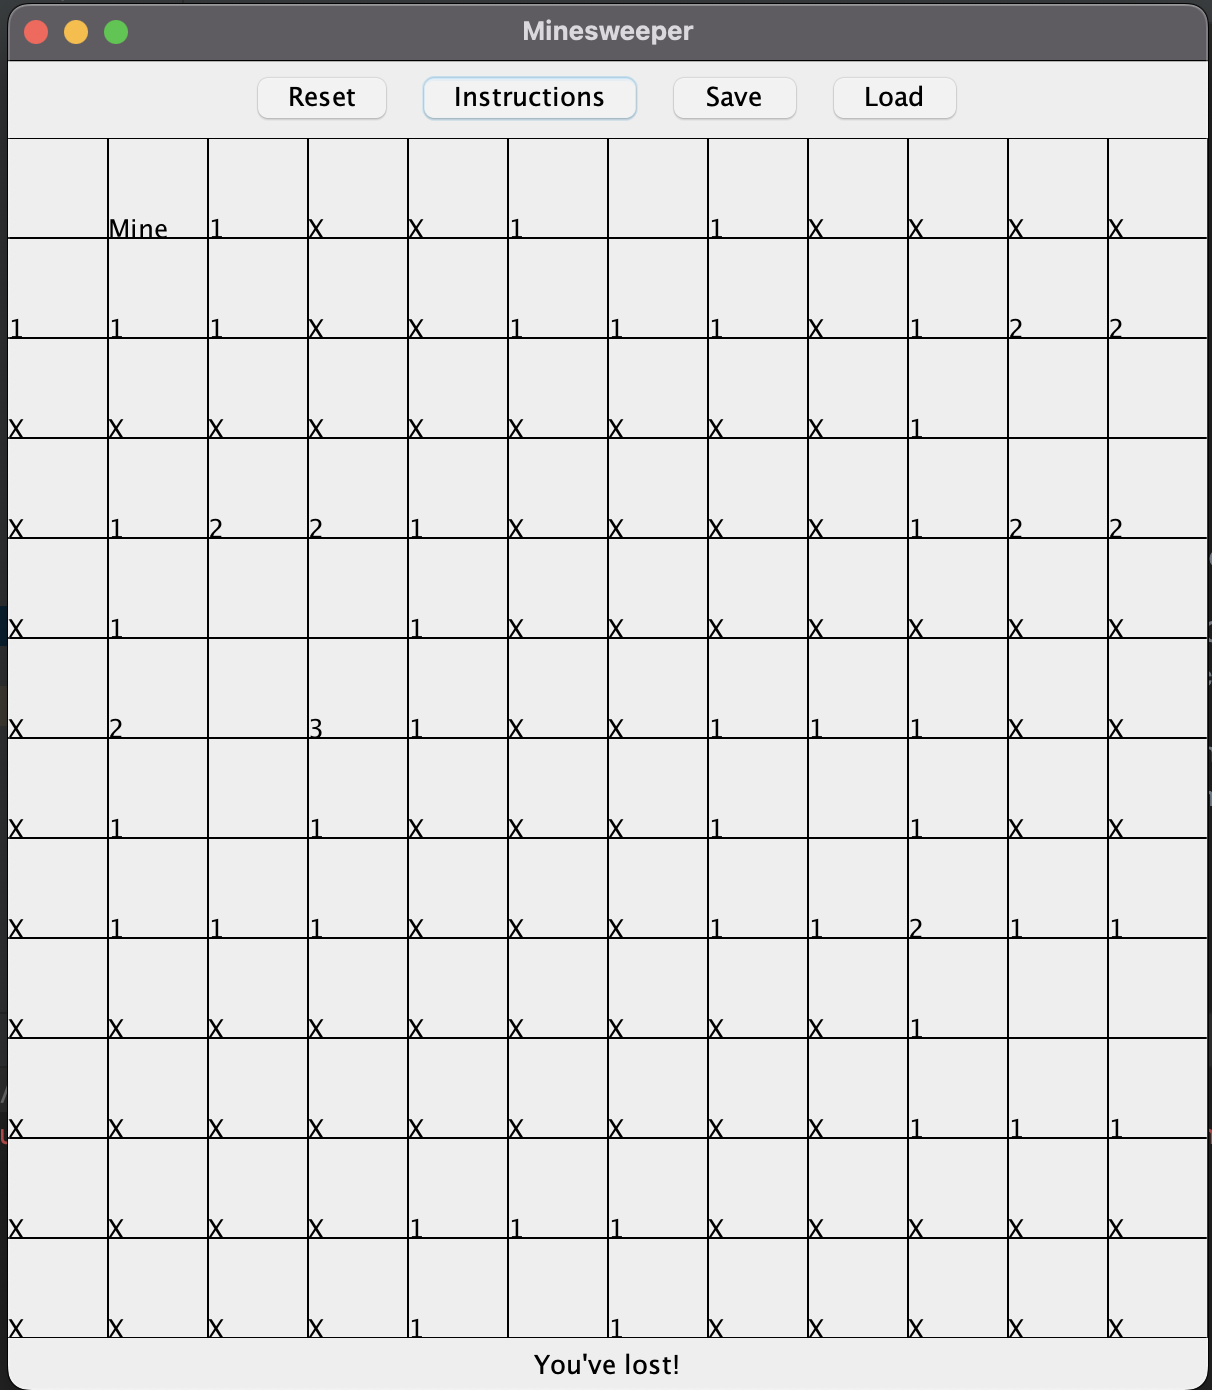 Minesweeper
Reset Instructions Save Load
Mine 1 X X 1 1 X X X X
1 1 1 X X 1 1 1 X 1 2 2
X X X X X X X X X 1
X 1 2 2 1 X X X X 1 2 2
X 1 1 X X X X X X X
X 2 3 1 X X 1 1 1 X X
X 1 1 X X X 1 1 X X
X 1 1 1 X X X 1 1 2 1 1
X X X X X X X X X 1
X X X X X X X X X 1 1 1
X X X X 1 1 1 X X X X X
X X X X 1 1 X X X X X
You've lost!